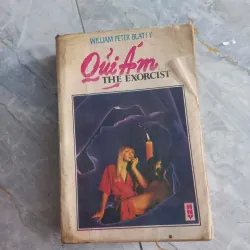 WILLIAM PETER BLATTY
Quỉ Ám
THE EXORCIST